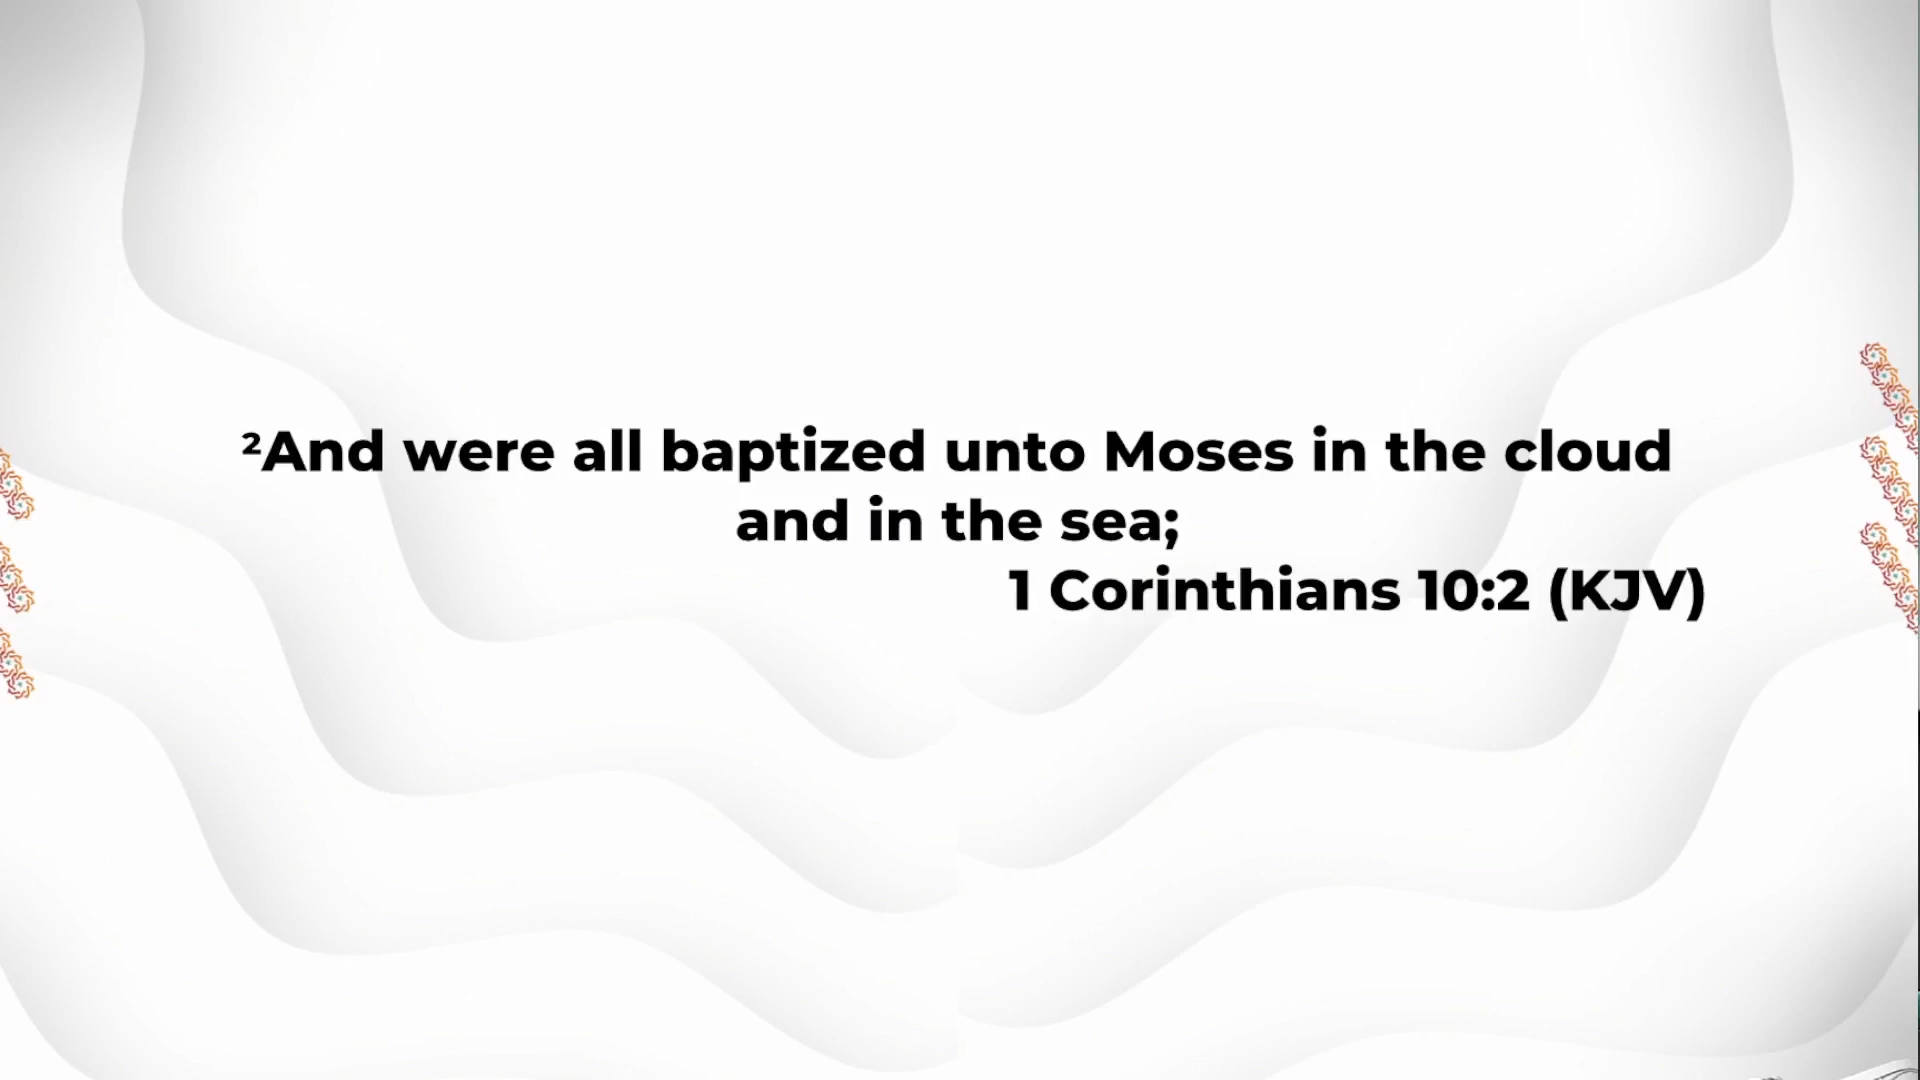 ²And were all baptized unto Moses in the cloud
and in the sea;
1 Corinthians 10:2 (KJV)